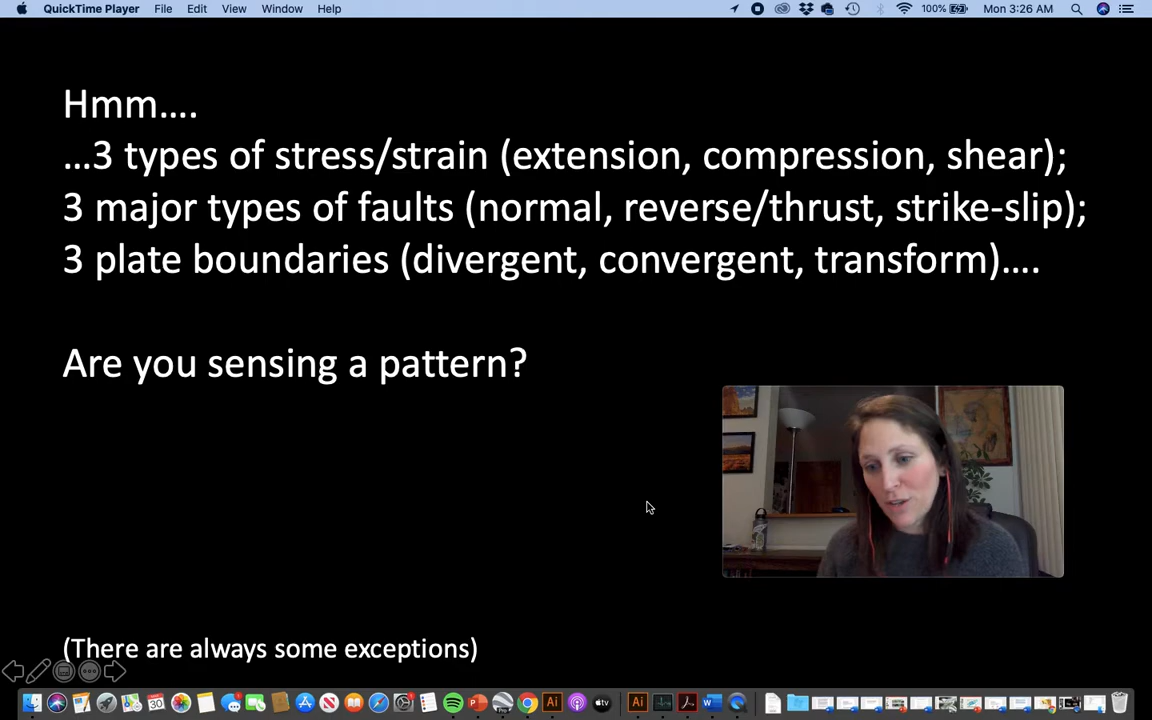 QuickTime Player File Edit View Window Help 100% Mon 3:26 AM
Hmm....
...3 types of stress/strain (extension, compression, shear);
3 major types of faults (normal, reverse/thrust, strike-slip);
3 plate boundaries (divergent, convergent, transform)....
Are you sensing a pattern?
(There are always some exceptions)